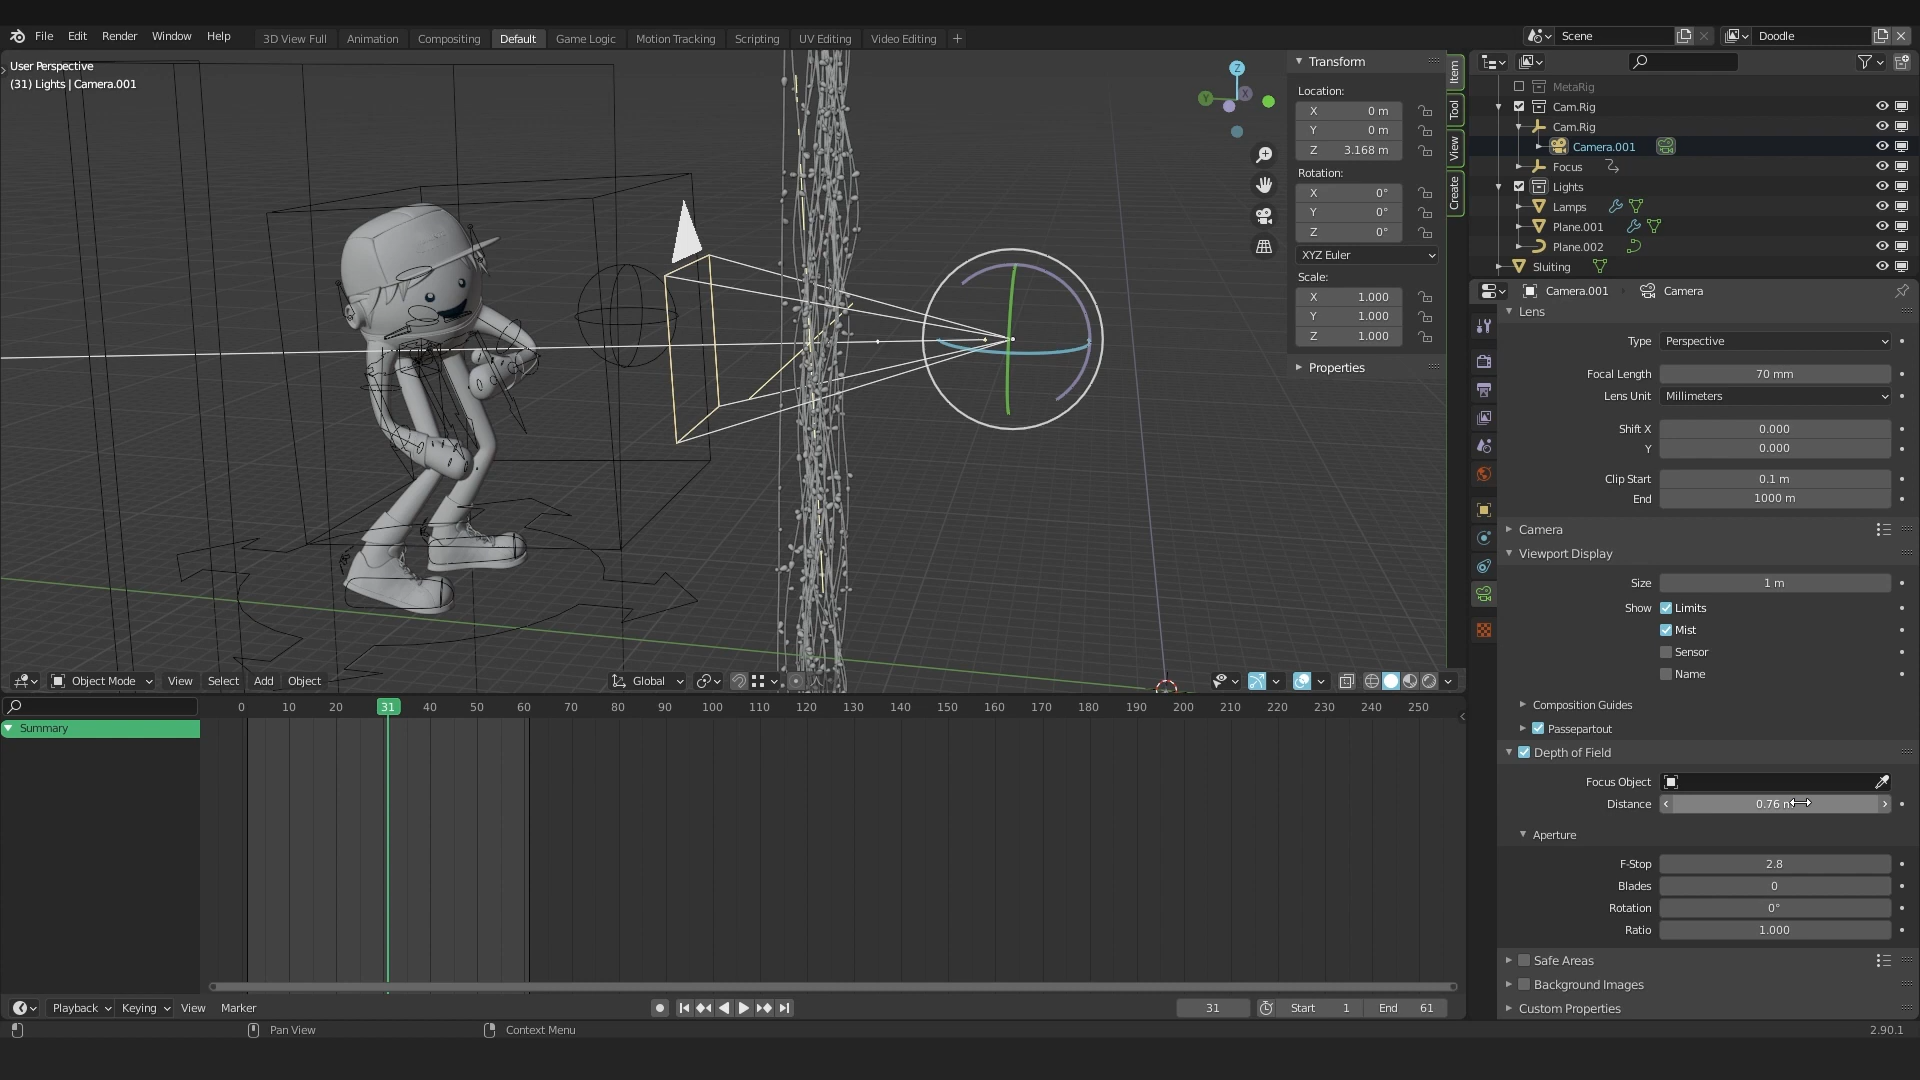 File Edit Render Window Help 3D View Full Animation Compositing Default Game Logic Motion Tracking Scripting UV Editing Video Editing + Scene Doodle
User Perspective
(31) Lights | Camera.001
Z
Y
X
Transform
Location:
X 0 m
Y 0 m
Z 3.168 m
Rotation:
X 0°
Y 0°
Z 0°
XYZ Euler
Scale:
X 1.000
Y 1.000
Z 1.000
Properties
Item
Tool
View
Create
MetaRig
Cam.Rig
Cam.Rig
Camera.001
Focus
Lights
Lamps
Plane.001
Plane.002
Sluiting
Camera.001 Camera
Lens
Type Perspective
Focal Length 70 mm
Lens Unit Millimeters
Shift X 0.000
Y 0.000
Clip Start 0.1 m
End 1000 m
Camera
Viewport Display
Size 1 m
Show Limits
Mist
Sensor
Name
Composition Guides
Passepartout
Depth of Field
Focus Object
Distance 0.76 m
Aperture
F-Stop 2.8
Blades 0
Rotation 0°
Ratio 1.000
Safe Areas
Background Images
Custom Properties
Object Mode View Select Add Object Global
0 10 20 31 40 50 60 70 80 90 100 110 120 130 140 150 160 170 180 190 200 210 220 230 240 250
Summary
Playback Keying View Marker 31 Start 1 End 61
Pan View Context Menu 2.90.1